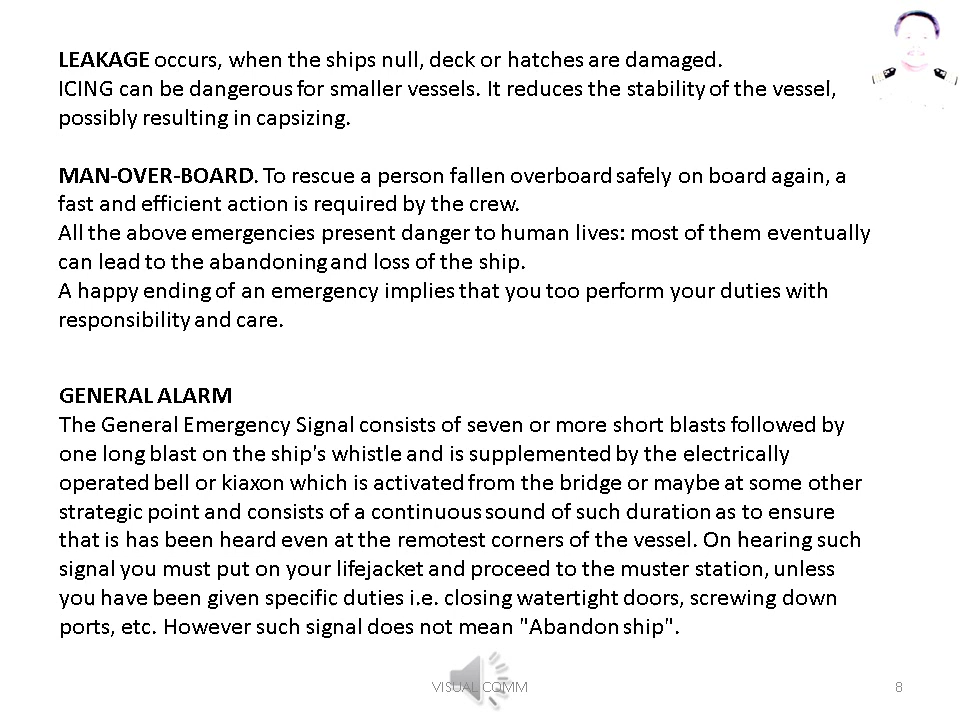 LEAKAGE occurs, when the ships null, deck or hatches are damaged.
ICING can be dangerous for smaller vessels. It reduces the stability of the vessel,
possibly resulting in capsizing.
MAN-OVER-BOARD. To rescue a person fallen overboard safely on board again, a
fast and efficient action is required by the crew.
All the above emergencies present danger to human lives: most of them eventually
can lead to the abandoning and loss of the ship.
A happy ending of an emergency implies that you too perform your duties with
responsibility and care.
GENERAL ALARM
The General Emergency Signal consists of seven or more short blasts followed by
one long blast on the ship's whistle and is supplemented by the electrically
operated bell or kiaxon which is activated from the bridge or maybe at some other
strategic point and consists of a continuous sound of such duration as to ensure
that is has been heard even at the remotest corners of the vessel. On hearing such
signal you must put on your lifejacket and proceed to the muster station, unless
you have been given specific duties i.e. closing watertight doors, screwing down
ports, etc. However such signal does not mean "Abandon ship".
VISUAL COMM
8